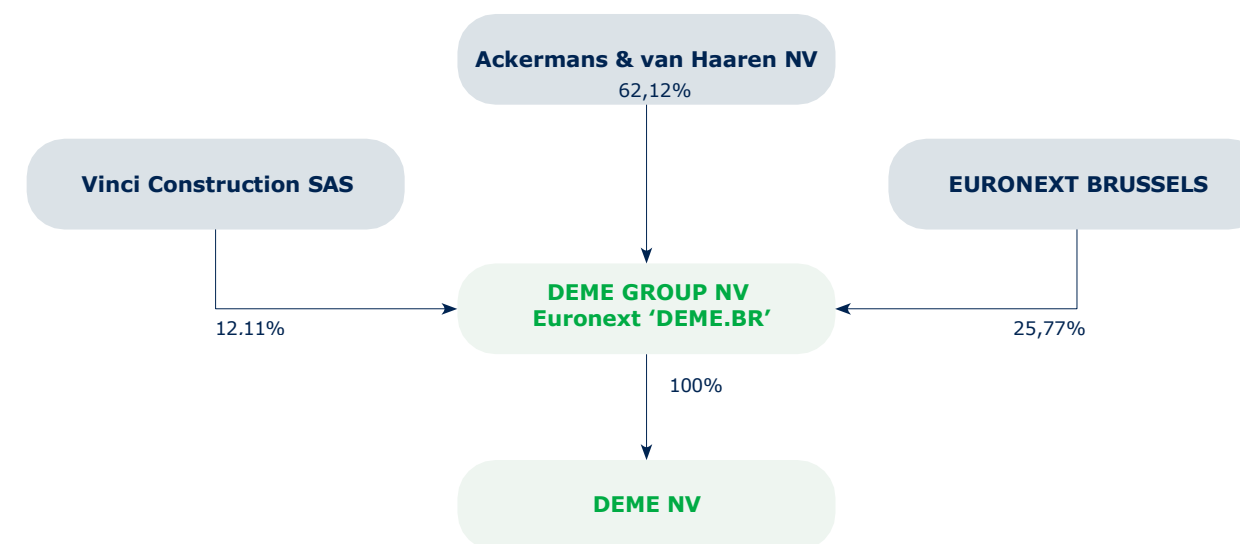 Ackermans & van Haaren NV
62,12%
Vinci Construction SAS
EURONEXT BRUSSELS
DEME GROUP NV
Euronext ‘DEME.BR’
12.11%
25,77%
100%
DEME NV